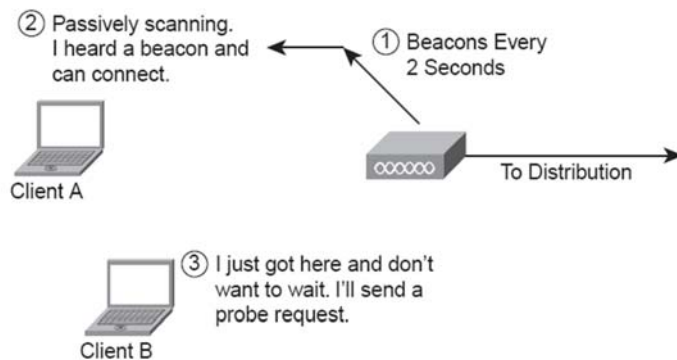 ② Passively scanning.
I heard a beacon and
can connect.
① Beacons Every
2 Seconds
Client A
To Distribution
③ I just got here and don't
want to wait. I'll send a
probe request.
Client B